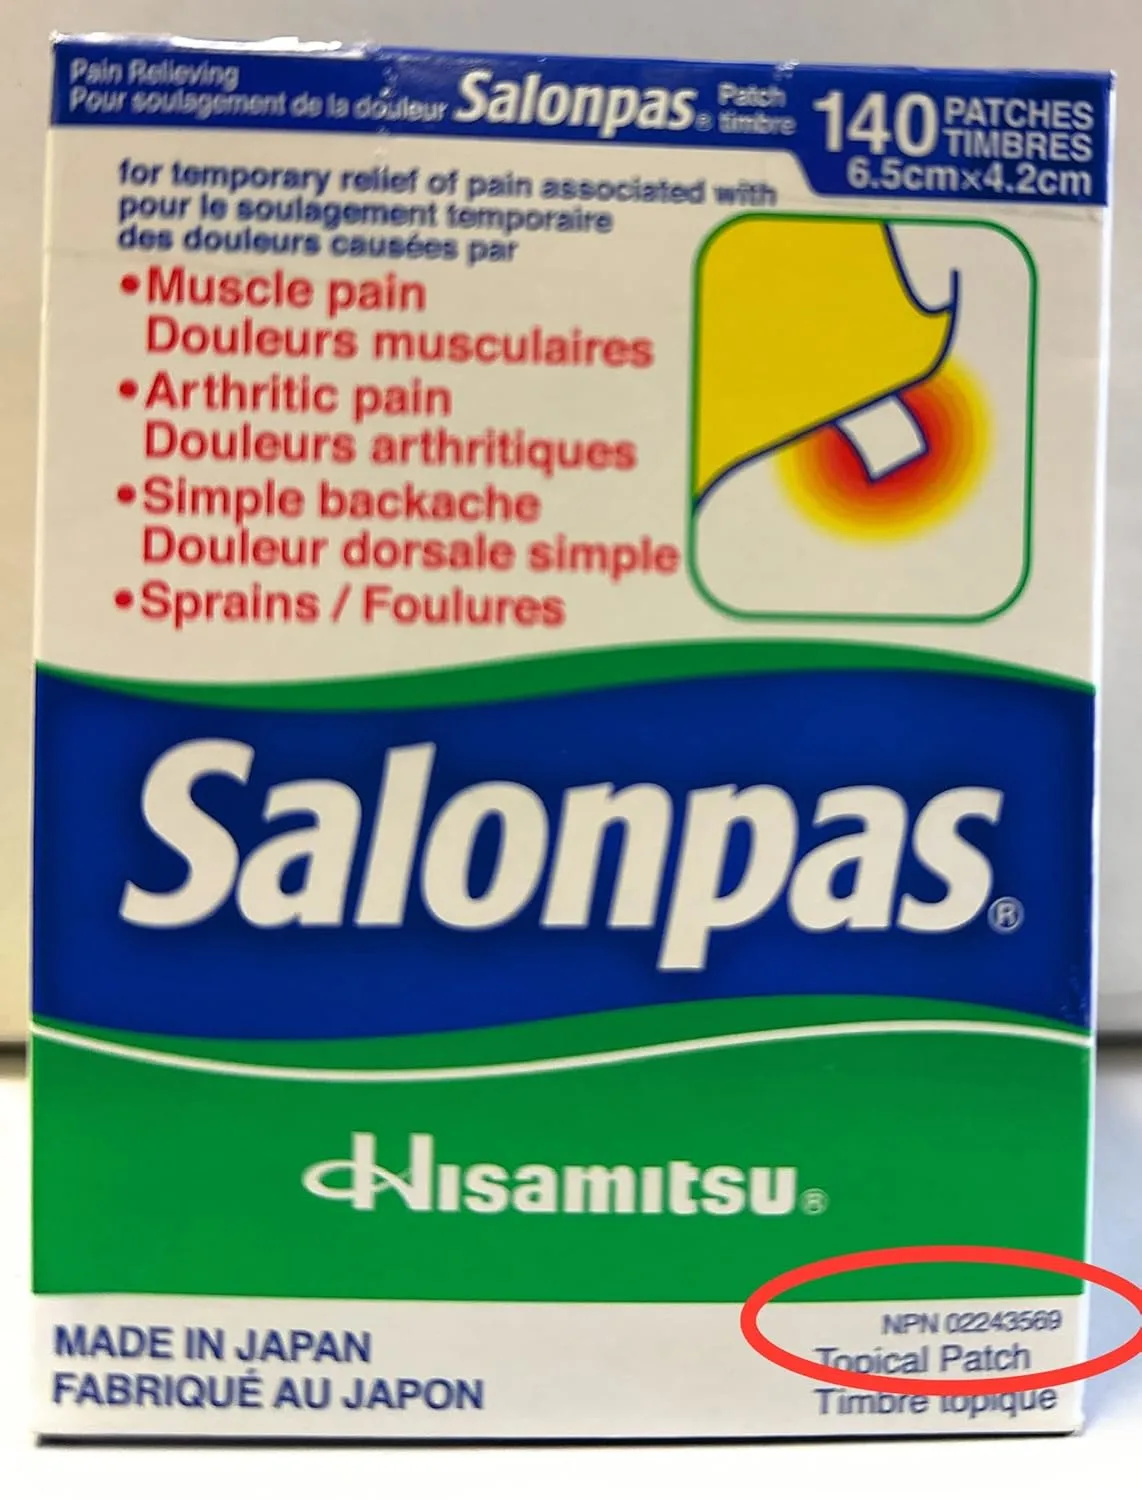 Pain Relieving
Pour soulagement de la douleur Salonpas® Patch timbre
140 PATCHES TIMBRES
6.5cmx4.2cm
for temporary relief of pain associated with
pour le soulagement temporaire
des douleurs causées par
•Muscle pain
Douleurs musculaires
•Arthritic pain
Douleurs arthritiques
•Simple backache
Douleur dorsale simple
•Sprains / Foulures
Salonpas®
Hisamitsu®
MADE IN JAPAN
FABRIQUÉ AU JAPON
NPN 02243569
Topical Patch
Timbre topique